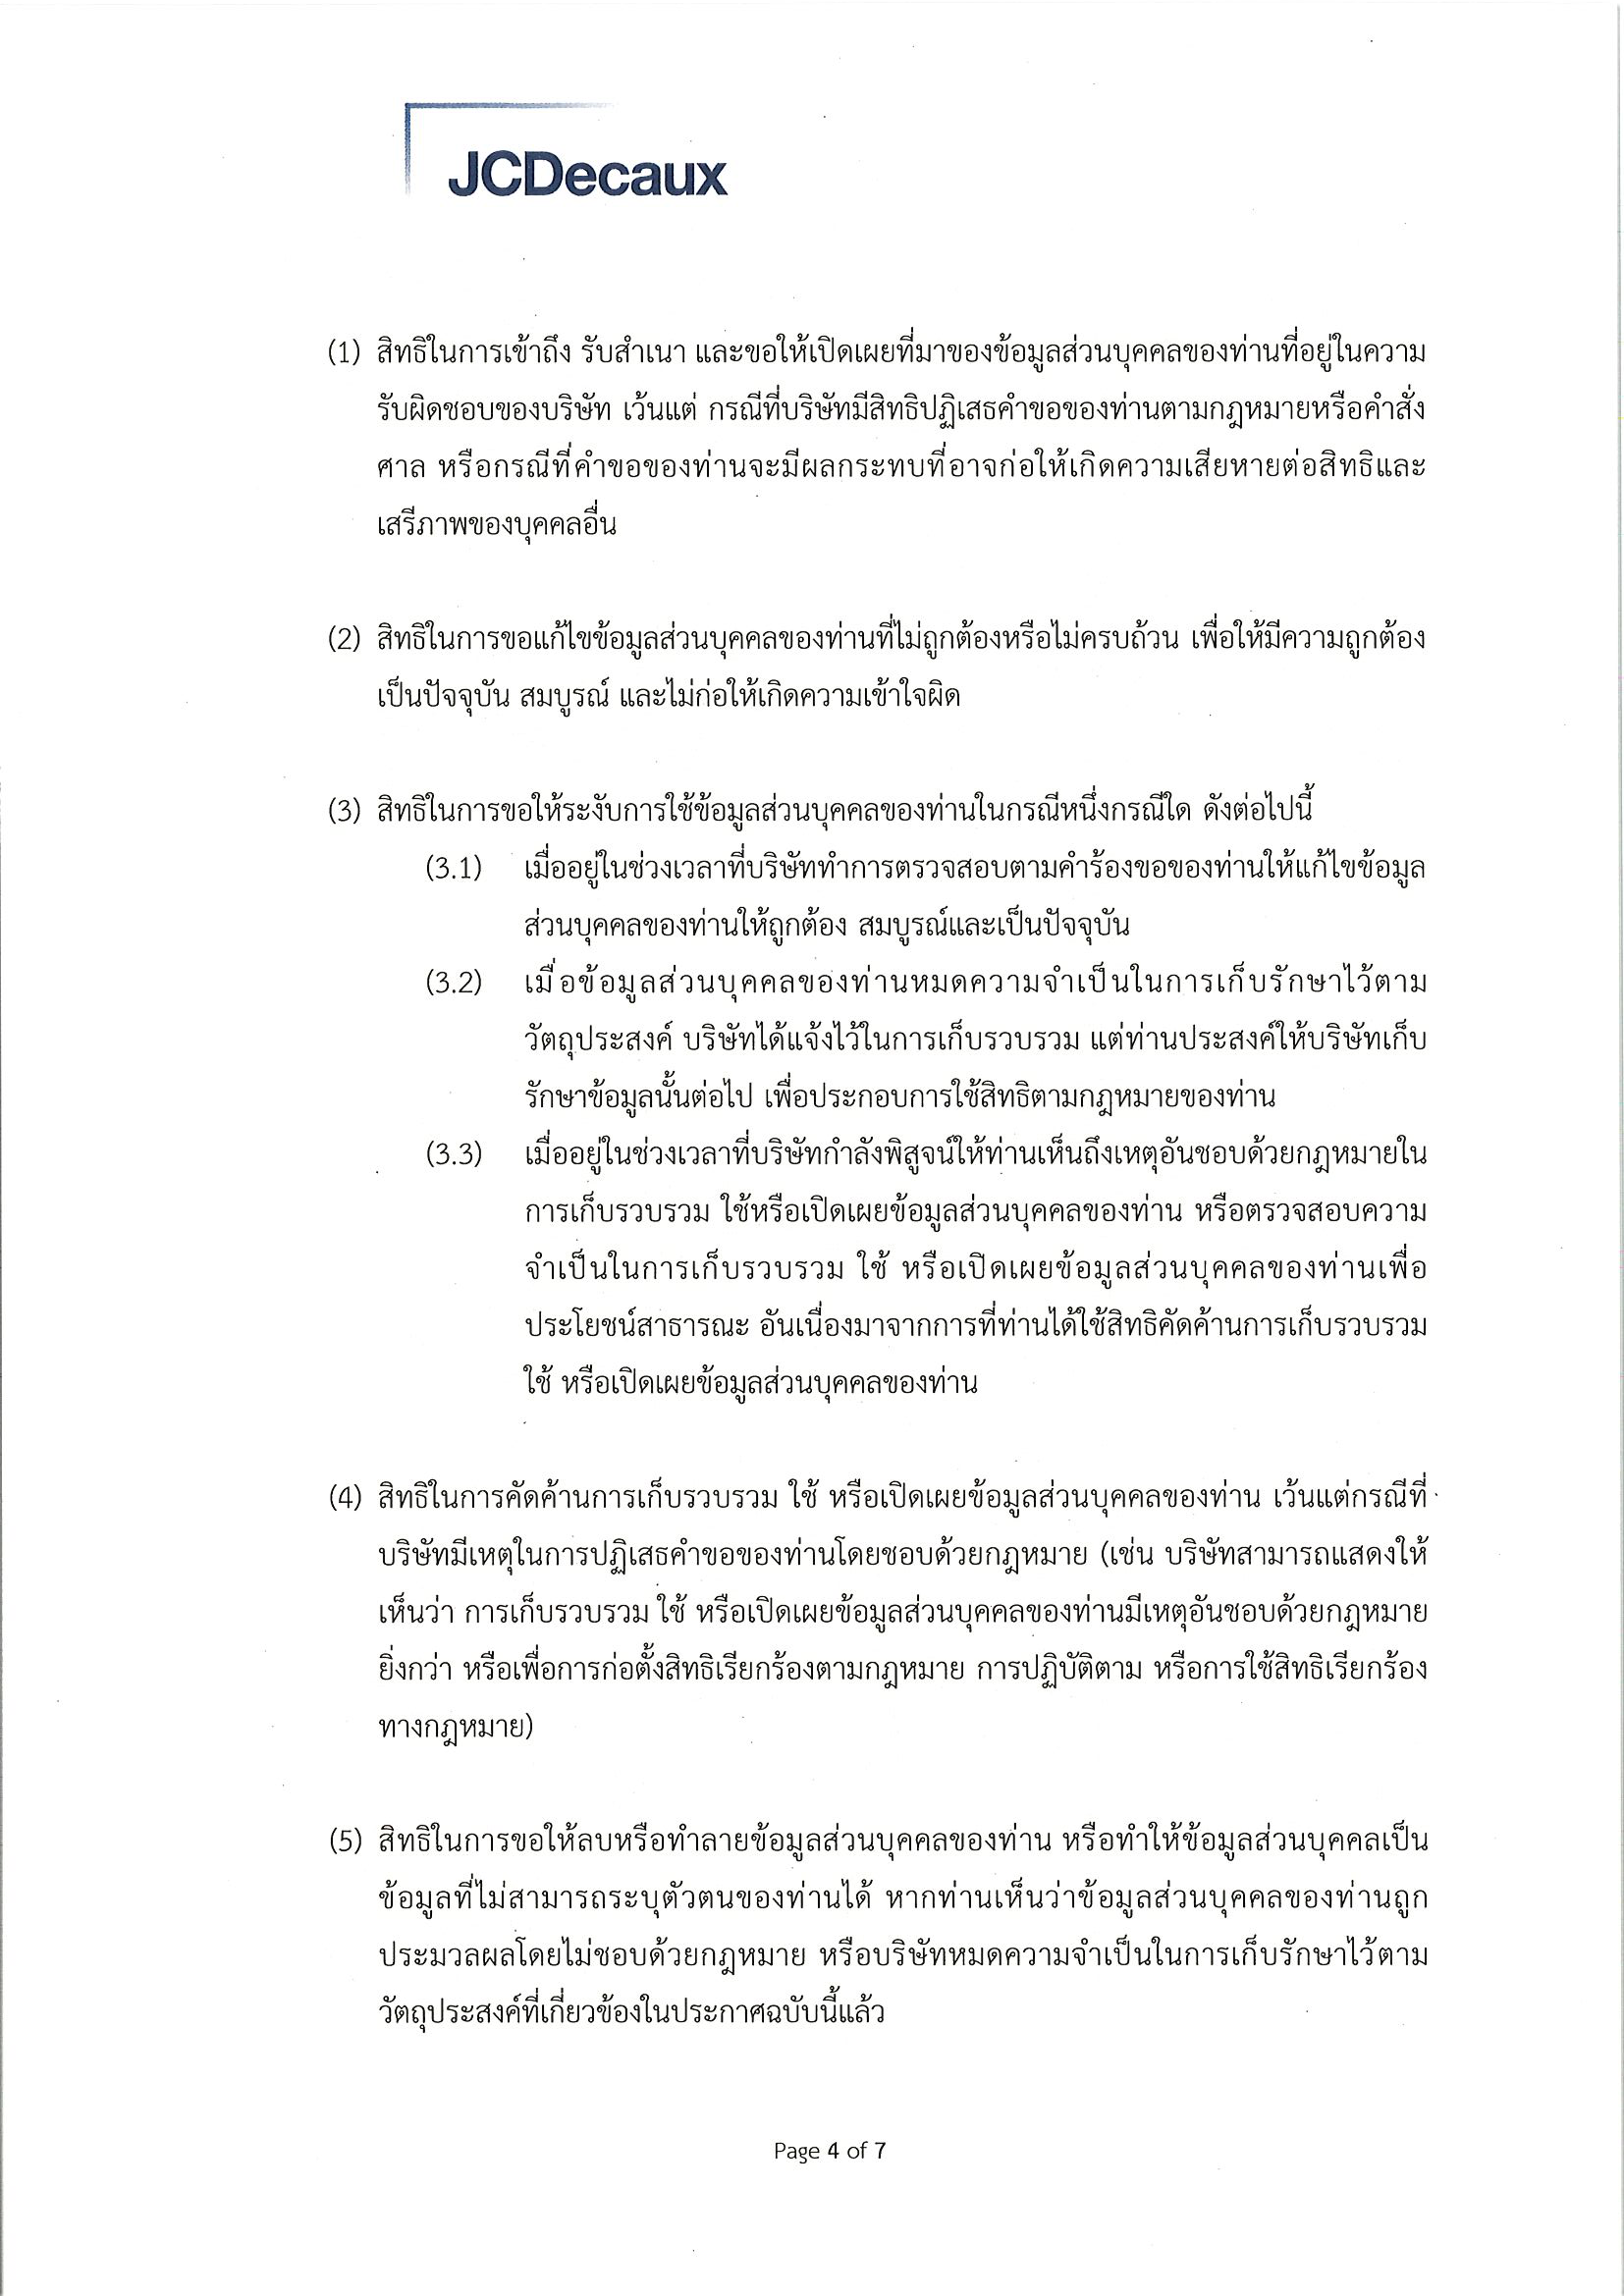 JCDecaux
(1) สิทธิในการเข้าถึง รับสำเนา และขอให้เปิดเผยที่มาของข้อมูลส่วนบุคคลของท่านที่อยู่ในความ
รับผิดชอบของบริษัท เว้นแต่ กรณีที่บริษัทมีสิทธิปฏิเสธคำขอของท่านตามกฎหมายหรือคำสั่ง
ศาล หรือกรณีที่คำขอของท่านจะมีผลกระทบที่อาจก่อให้เกิดความเสียหายต่อสิทธิและ
เสรีภาพของบุคคลอื่น
(2) สิทธิในการขอแก้ไขข้อมูลส่วนบุคคลของท่านที่ไม่ถูกต้องหรือไม่ครบถ้วน เพื่อให้มีความถูกต้อง
เป็นปัจจุบัน สมบูรณ์ และไม่ก่อให้เกิดความเข้าใจผิด
(3) สิทธิในการขอให้ระงับการใช้ข้อมูลส่วนบุคคลของท่านในกรณีหนึ่งกรณีใด ดังต่อไปนี้
(3.1) เมื่ออยู่ในช่วงเวลาที่บริษัททำการตรวจสอบตามคำร้องขอของท่านให้แก้ไขข้อมูล
ส่วนบุคคลของท่านให้ถูกต้อง สมบูรณ์และเป็นปัจจุบัน
(3.2) เมื่อข้อมูลส่วนบุคคลของท่านหมดความจำเป็นในการเก็บรักษาไว้ตาม
วัตถุประสงค์ บริษัทได้แจ้งไว้ในการเก็บรวบรวม แต่ท่านประสงค์ให้บริษัทเก็บ
รักษาข้อมูลนั้นต่อไป เพื่อประกอบการใช้สิทธิตามกฎหมายของท่าน
(3.3) เมื่ออยู่ในช่วงเวลาที่บริษัทกำลังพิสูจน์ให้ท่านเห็นถึงเหตุอันชอบด้วยกฎหมายใน
การเก็บรวบรวม ใช้หรือเปิดเผยข้อมูลส่วนบุคคลของท่าน หรือตรวจสอบความ
จำเป็นในการเก็บรวบรวม ใช้ หรือเปิดเผยข้อมูลส่วนบุคคลของท่านเพื่อ
ประโยชน์สาธารณะ อันเนื่องมาจากการที่ท่านได้ใช้สิทธิคัดค้านการเก็บรวบรวม
ใช้ หรือเปิดเผยข้อมูลส่วนบุคคลของท่าน
(4) สิทธิในการคัดค้านการเก็บรวบรวม ใช้ หรือเปิดเผยข้อมูลส่วนบุคคลของท่าน เว้นแต่กรณีที่
บริษัทมีเหตุในการปฏิเสธคำขอของท่านโดยชอบด้วยกฎหมาย (เช่น บริษัทสามารถแสดงให้
เห็นว่า การเก็บรวบรวม ใช้ หรือเปิดเผยข้อมูลส่วนบุคคลของท่านมีเหตุอันชอบด้วยกฎหมาย
ยิ่งกว่า หรือเพื่อการก่อตั้งสิทธิเรียกร้องตามกฎหมาย การปฏิบัติตาม หรือการใช้สิทธิเรียกร้อง
ทางกฎหมาย)
(5) สิทธิในการขอให้ลบหรือทำลายข้อมูลส่วนบุคคลของท่าน หรือทำให้ข้อมูลส่วนบุคคลเป็น
ข้อมูลที่ไม่สามารถระบุตัวตนของท่านได้ หากท่านเห็นว่าข้อมูลส่วนบุคคลของท่านถูก
ประมวลผลโดยไม่ชอบด้วยกฎหมาย หรือบริษัทหมดความจำเป็นในการเก็บรักษาไว้ตาม
วัตถุประสงค์ที่เกี่ยวข้องในประกาศฉบับนี้แล้ว
Page 4 of 7